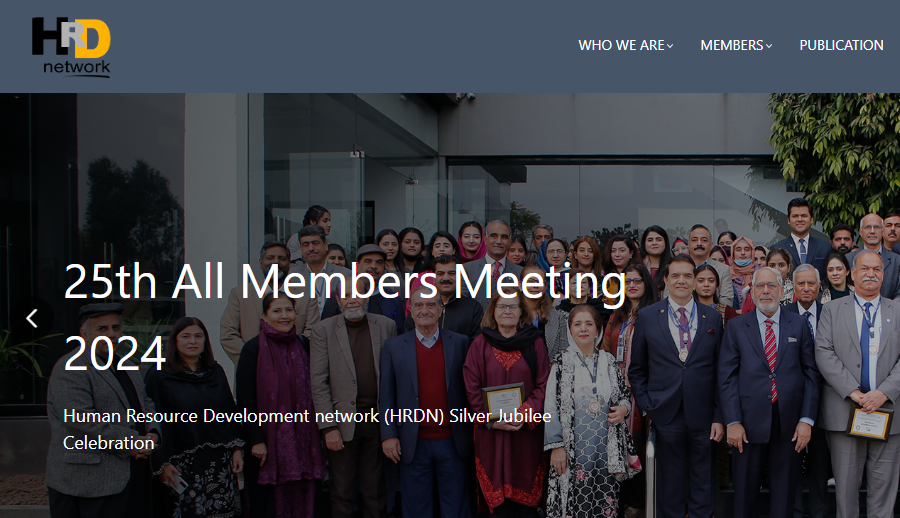 HRD
network
WHO WE ARE
MEMBERS
PUBLICATION
25th All Members Meeting
2024
Human Resource Development network (HRDN) Silver Jubilee
Celebration